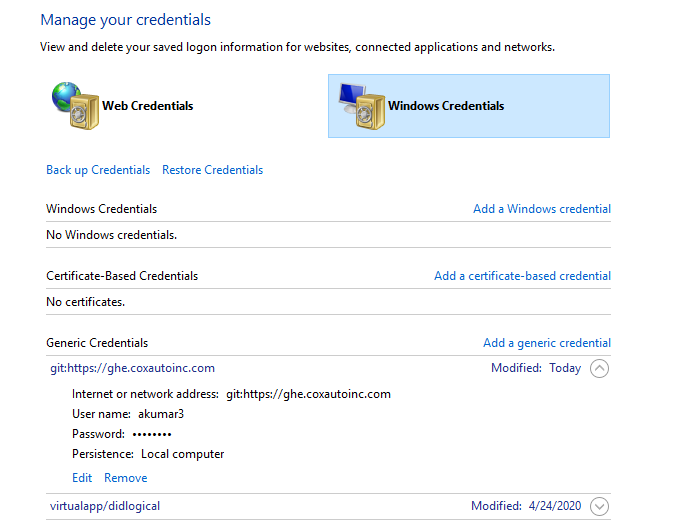 Manage your credentials
View and delete your saved logon information for websites, connected applications and networks.
Web Credentials
Windows Credentials
Back up Credentials Restore Credentials
Windows Credentials Add a Windows credential
No Windows credentials.
Certificate-Based Credentials Add a certificate-based credential
No certificates.
Generic Credentials Add a generic credential
git:https://ghe.coxautoinc.com Modified: Today
Internet or network address: git:https://ghe.coxautoinc.com
User name: akumar3
Password: ••••••••
Persistence: Local computer
Edit Remove
virtualapp/didlogical Modified: 4/24/2020